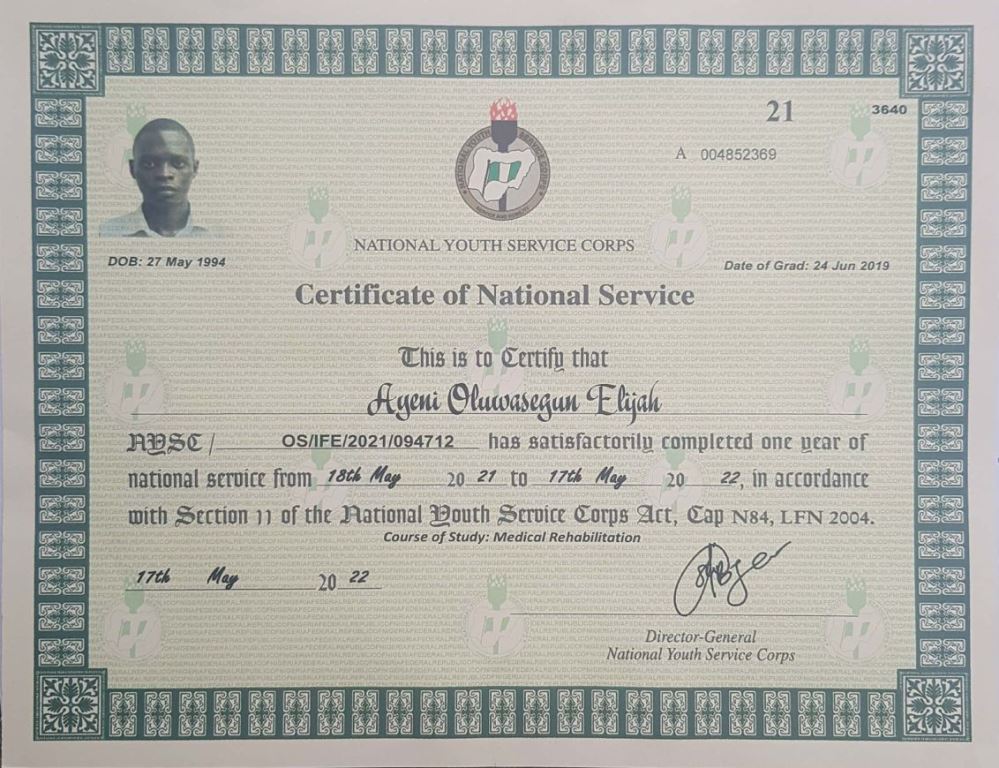 21
3640
A 004852369
NATIONAL YOUTH SERVICE CORPS
DOB: 27 May 1994
Date of Grad: 24 Jun 2019
Certificate of National Service
This is to Certify that
Ayeni Oluwasegun Elijah
NYSC / OS/IFE/2021/094712 has satisfactorily completed one year of
national service from 18th May 20 21 to 17th May 20 22, in accordance
with Section 11 of the National Youth Service Corps Act, Cap N84, LFN 2004.
Course of Study: Medical Rehabilitation
17th May 20 22
Director-General
National Youth Service Corps